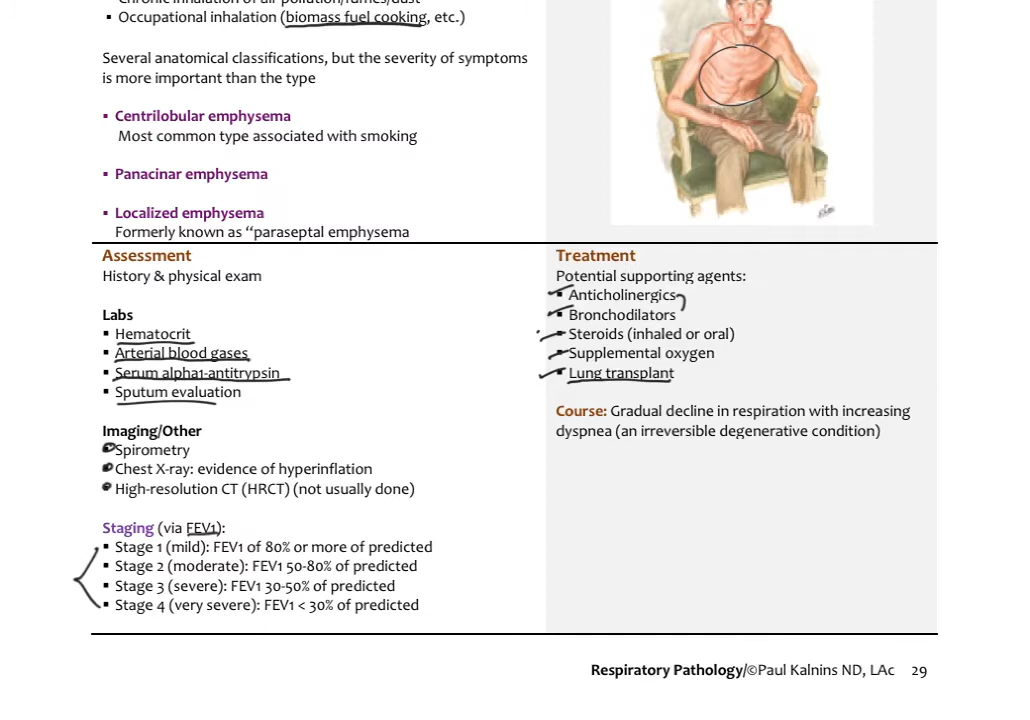 Occupational inhalation (biomass fuel cooking, etc.)
Several anatomical classifications, but the severity of symptoms
is more important than the type
Centrilobular emphysema
Most common type associated with smoking
Panacinar emphysema
Localized emphysema
Formerly known as “paraseptal emphysema
Assessment
History & physical exam
Labs
Hematocrit
Arterial blood gases
Serum alpha1-antitrypsin
Sputum evaluation
Imaging/Other
Spirometry
Chest X-ray: evidence of hyperinflation
High-resolution CT (HRCT) (not usually done)
Staging (via FEV1):
Stage 1 (mild): FEV1 of 80% or more of predicted
Stage 2 (moderate): FEV1 50-80% of predicted
Stage 3 (severe): FEV1 30-50% of predicted
Stage 4 (very severe): FEV1 < 30% of predicted
Treatment
Potential supporting agents:
Anticholinergics
Bronchodilators
Steroids (inhaled or oral)
Supplemental oxygen
Lung transplant
Course: Gradual decline in respiration with increasing
dyspnea (an irreversible degenerative condition)
Respiratory Pathology/©Paul Kalnins ND, LAc 29